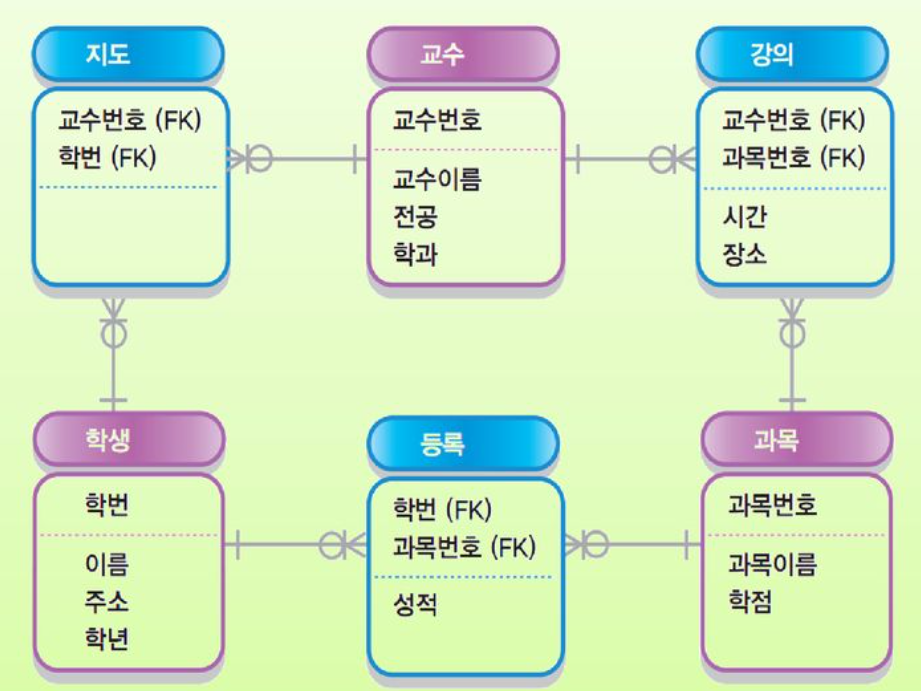 지도
교수번호 (FK)
학번 (FK)
교수
교수번호
교수이름
전공
학과
강의
교수번호 (FK)
과목번호 (FK)
시간
장소
학생
학번
이름
주소
학년
등록
학번 (FK)
과목번호 (FK)
성적
과목
과목번호
과목이름
학점